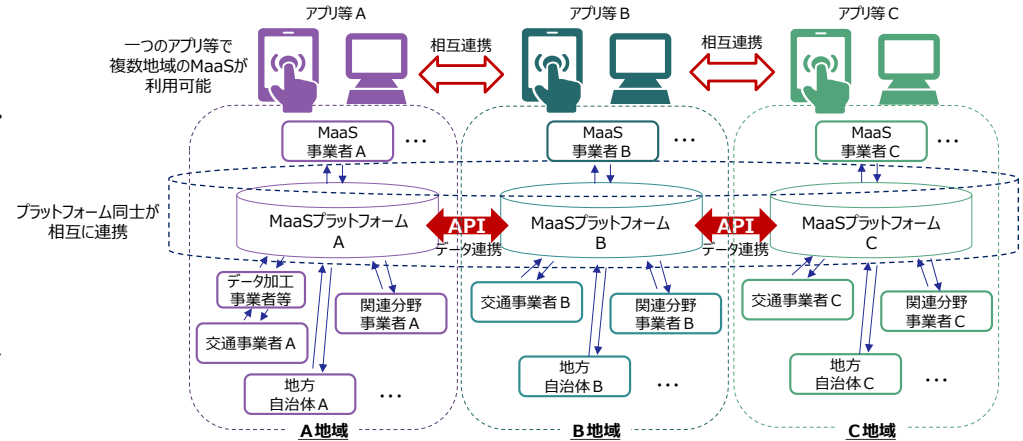 アプリ等A
アプリ等B
アプリ等C
一つのアプリ等で
複数地域のMaaSが
利用可能
相互連携
相互連携
MaaS
事業者A
…
MaaS
事業者B
…
MaaS
事業者C
…
プラットフォーム同士が
相互に連携
MaaSプラットフォーム
A
API
データ連携
MaaSプラットフォーム
B
API
データ連携
MaaSプラットフォーム
C
データ加工
事業者等
交通事業者A
関連分野
事業者A
地方
自治体A
…
交通事業者B
関連分野
事業者B
地方
自治体B
…
交通事業者C
関連分野
事業者C
地方
自治体C
…
A地域
B地域
C地域